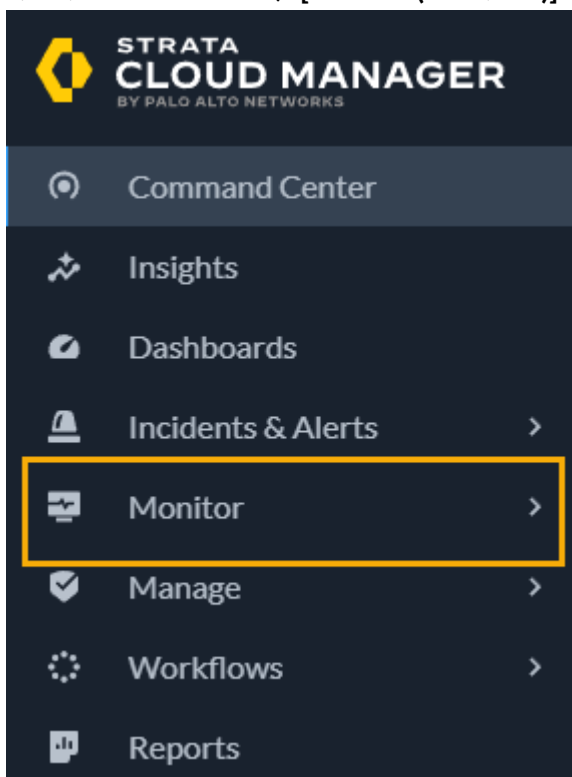 STRATA
CLOUD MANAGER
BY PALO ALTO NETWORKS
Command Center
Insights
Dashboards
Incidents & Alerts
Monitor
Manage
Workflows
Reports